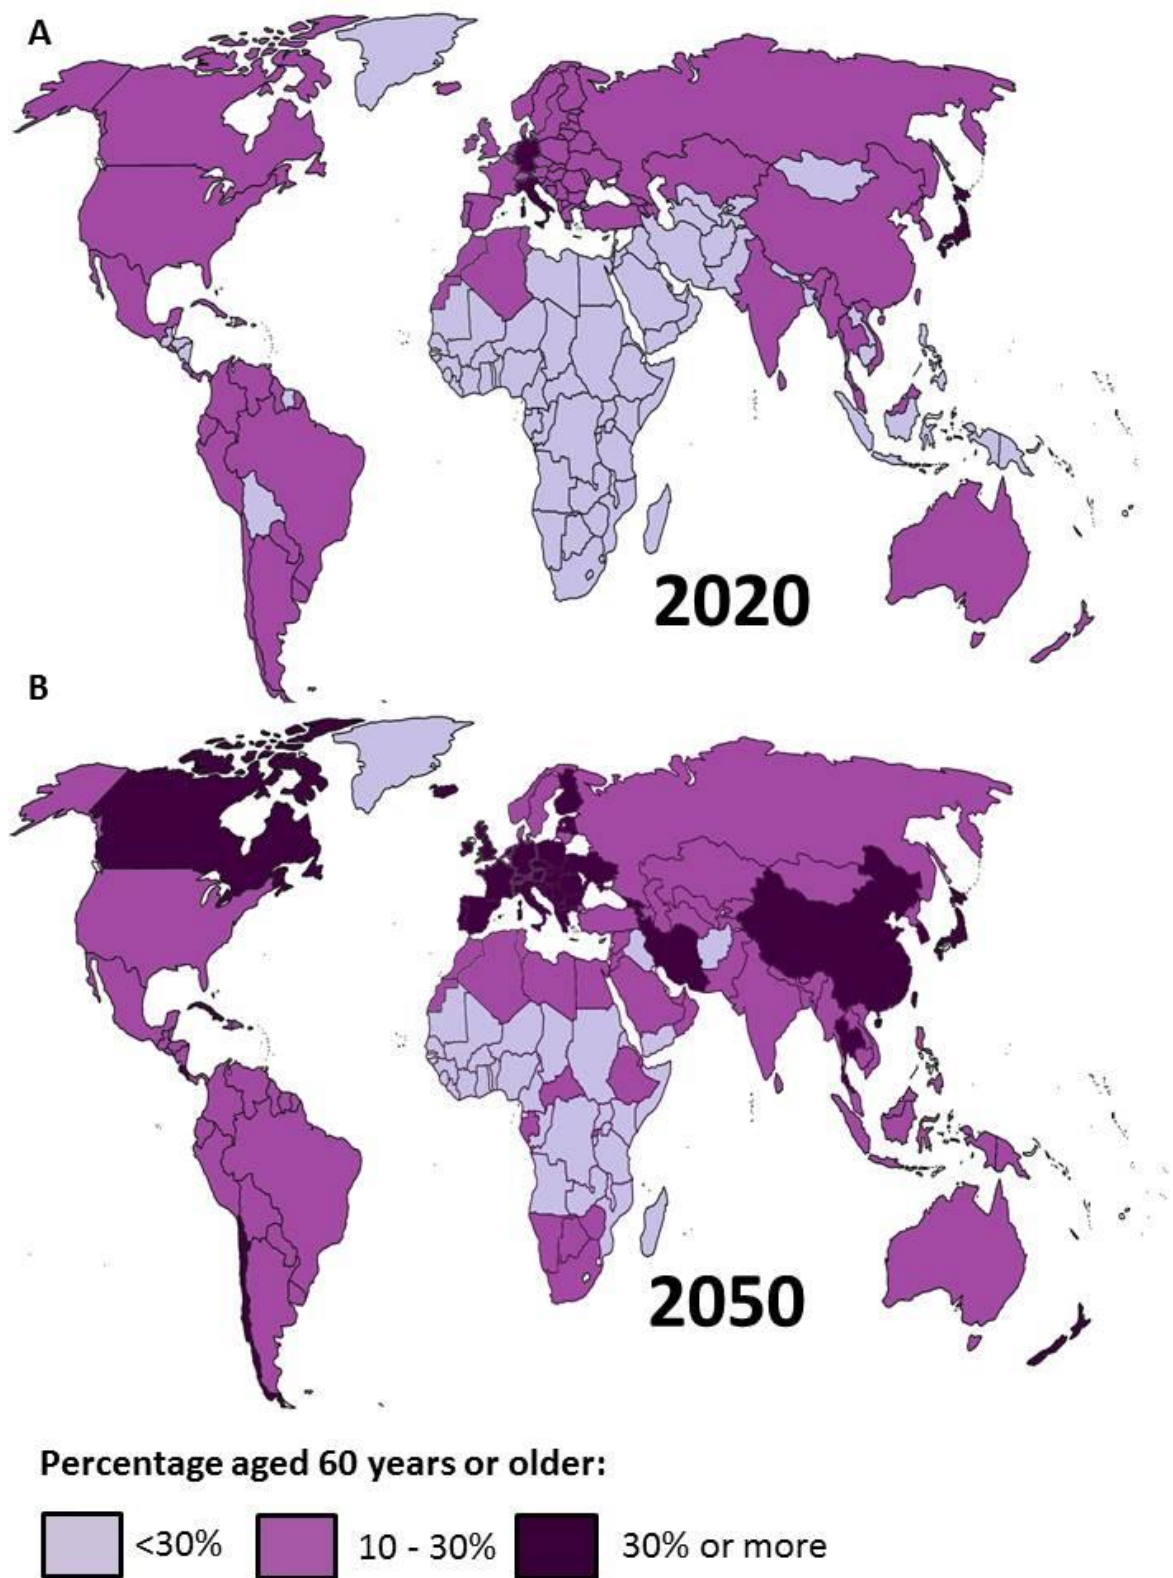 A
2020
B
2050
Percentage aged 60 years or older:
<30%
10 - 30%
30% or more